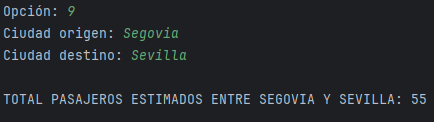 Opción: 9
Ciudad origen: Segovia
Ciudad destino: Sevilla
TOTAL PASAJEROS ESTIMADOS ENTRE SEGOVIA Y SEVILLA: 55